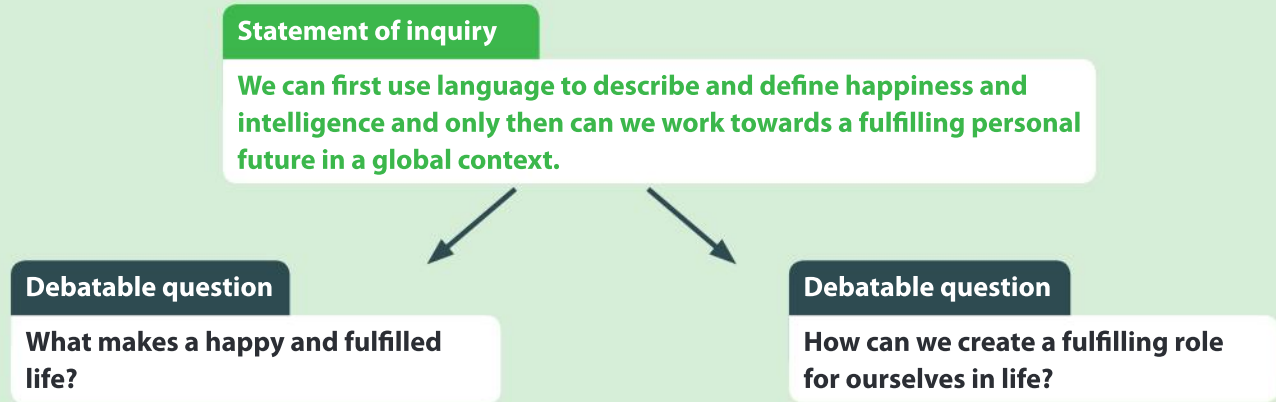 Statement of inquiry
We can first use language to describe and define happiness and
intelligence and only then can we work towards a fulfilling personal
future in a global context.
Debatable question
What makes a happy and fulfilled
life?
Debatable question
How can we create a fulfilling role
for ourselves in life?